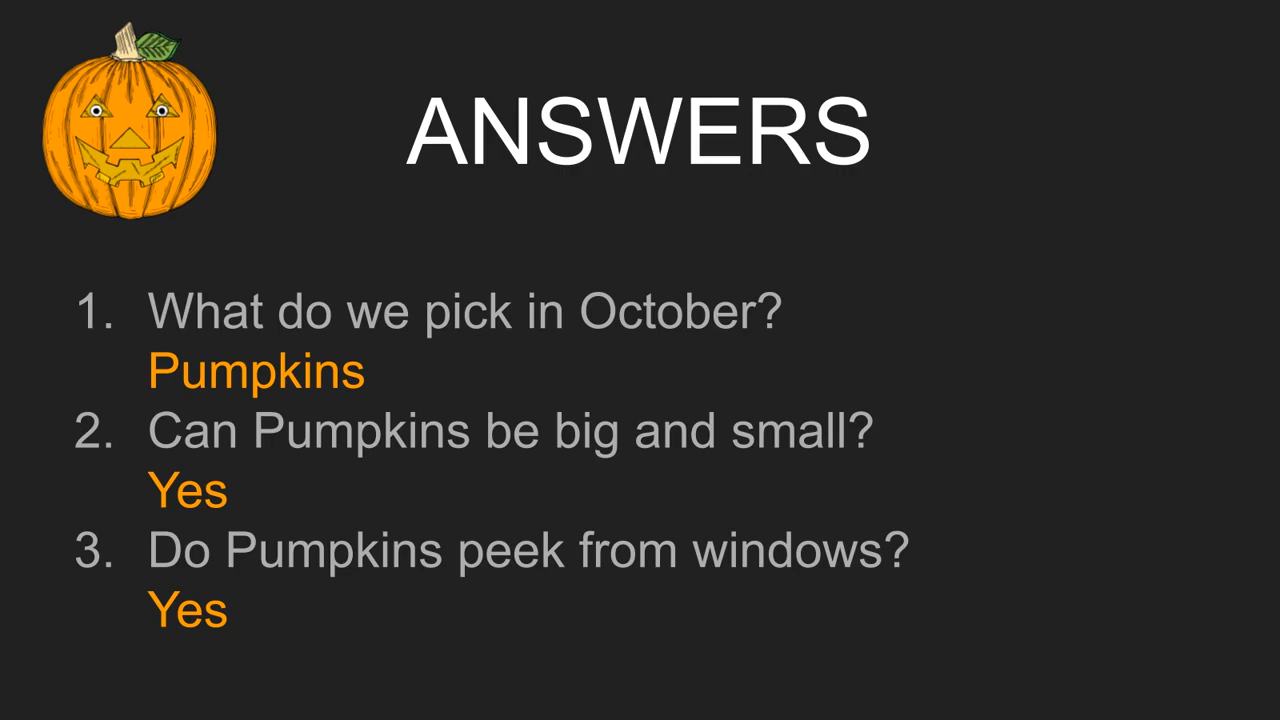 ANSWERS
1. What do we pick in October?
Pumpkins
2. Can Pumpkins be big and small?
Yes
3. Do Pumpkins peek from windows?
Yes